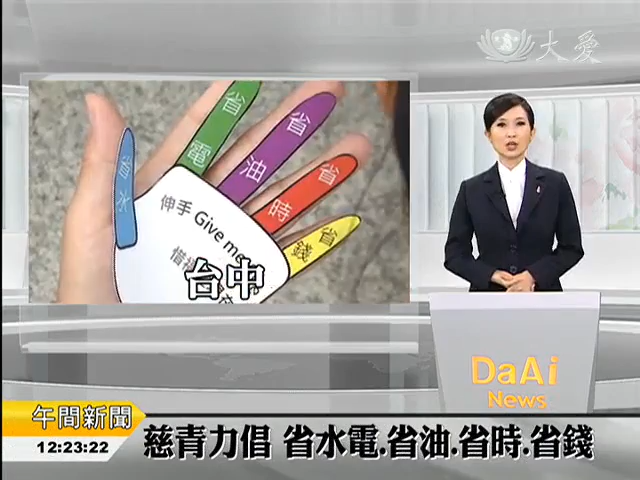 大愛
省水
省電
省油
省時
省錢
伸手 Give me
惜福
台中
DaAi
News
午間新聞
12:23:22
慈青力倡 省水電.省油.省時.省錢